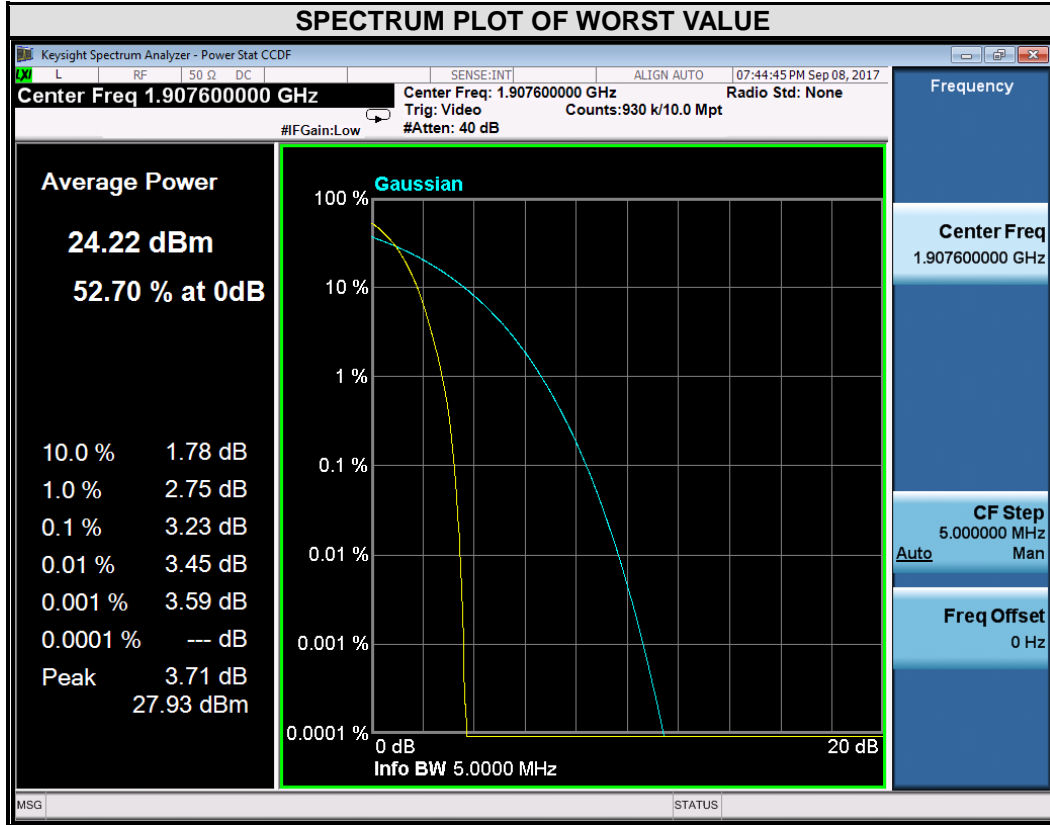 SPECTRUM PLOT OF WORST VALUE
Keysight Spectrum Analyzer - Power Stat CCDF
LXI L RF 50 Ω DC SENSE:INT ALIGN AUTO 07:44:45 PM Sep 08, 2017
Center Freq 1.907600000 GHz
Center Freq: 1.907600000 GHz Radio Std: None
Trig: Video Counts:930 k/10.0 Mpt
#IFGain:Low #Atten: 40 dB
Average Power
24.22 dBm
52.70 % at 0dB
10.0 % 1.78 dB
1.0 % 2.75 dB
0.1 % 3.23 dB
0.01 % 3.45 dB
0.001 % 3.59 dB
0.0001 % --- dB
Peak 3.71 dB
27.93 dBm
Gaussian
100 %
10 %
1 %
0.1 %
0.01 %
0.001 %
0.0001 %
0 dB 20 dB
Info BW 5.0000 MHz
Frequency
Center Freq
1.907600000 GHz
CF Step
5.000000 MHz
Auto Man
Freq Offset
0 Hz
MSG STATUS